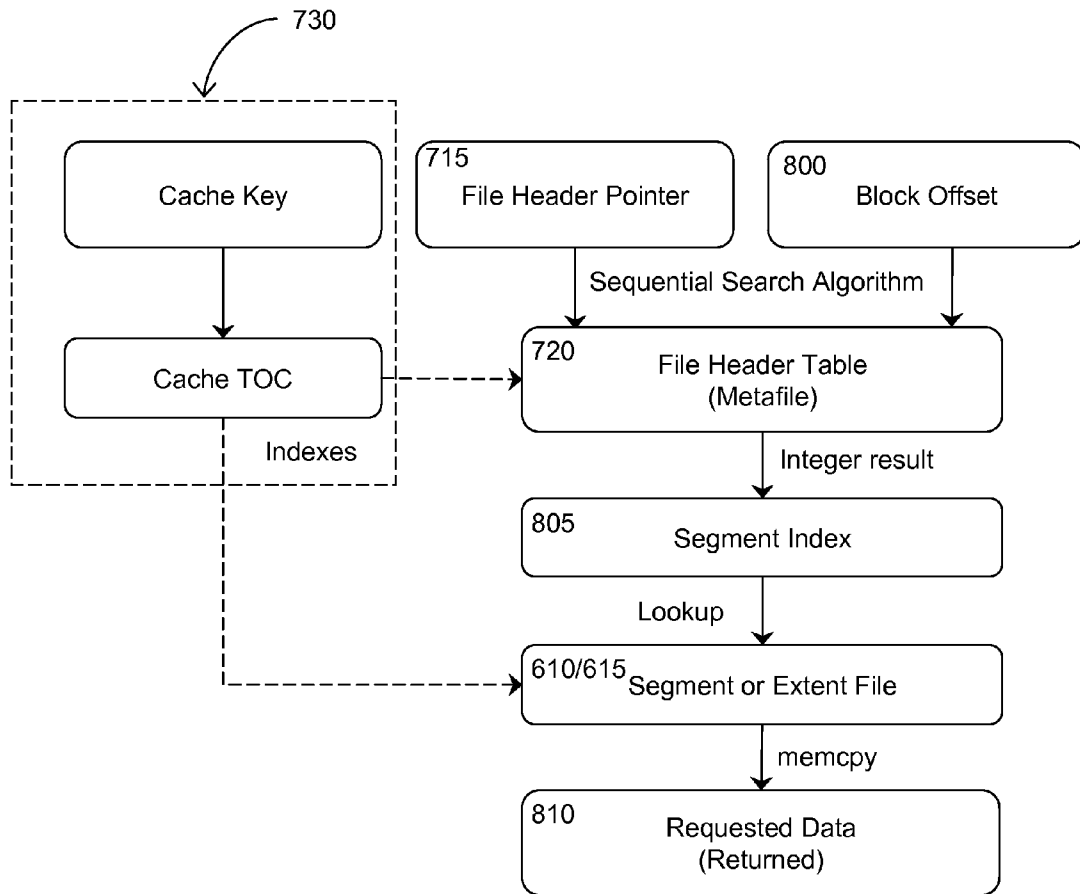 730
Cache Key
715
File Header Pointer
800
Block Offset
Sequential Search Algorithm
Cache TOC
720
File Header Table
(Metafile)
Indexes
Integer result
805
Segment Index
Lookup
610/615
Segment or Extent File
memcpy
810
Requested Data
(Returned)